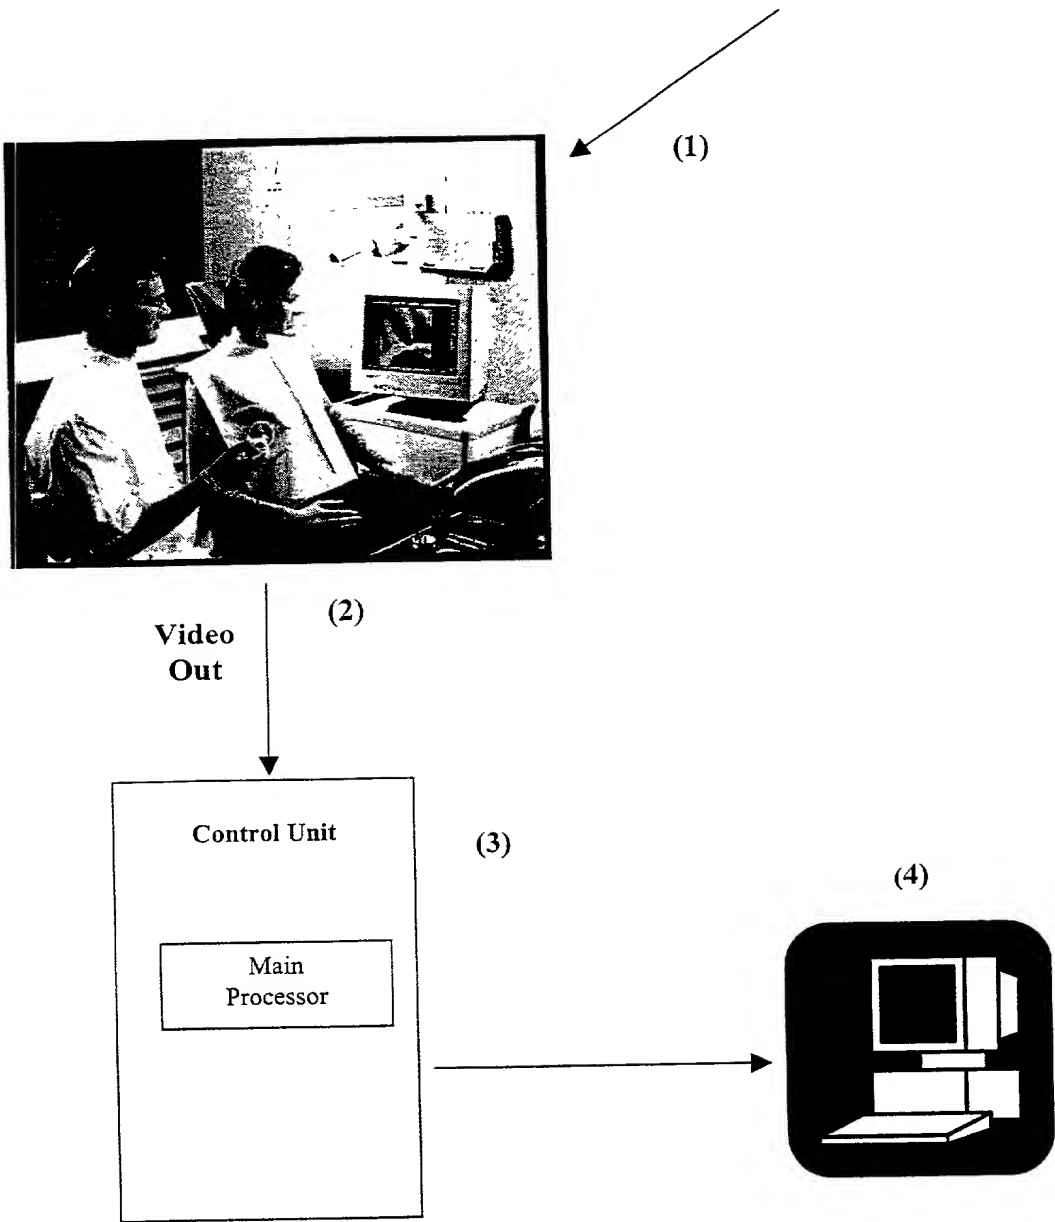 (1)
(2)
Video
Out
Control Unit
(3)
(4)
Main
Processor